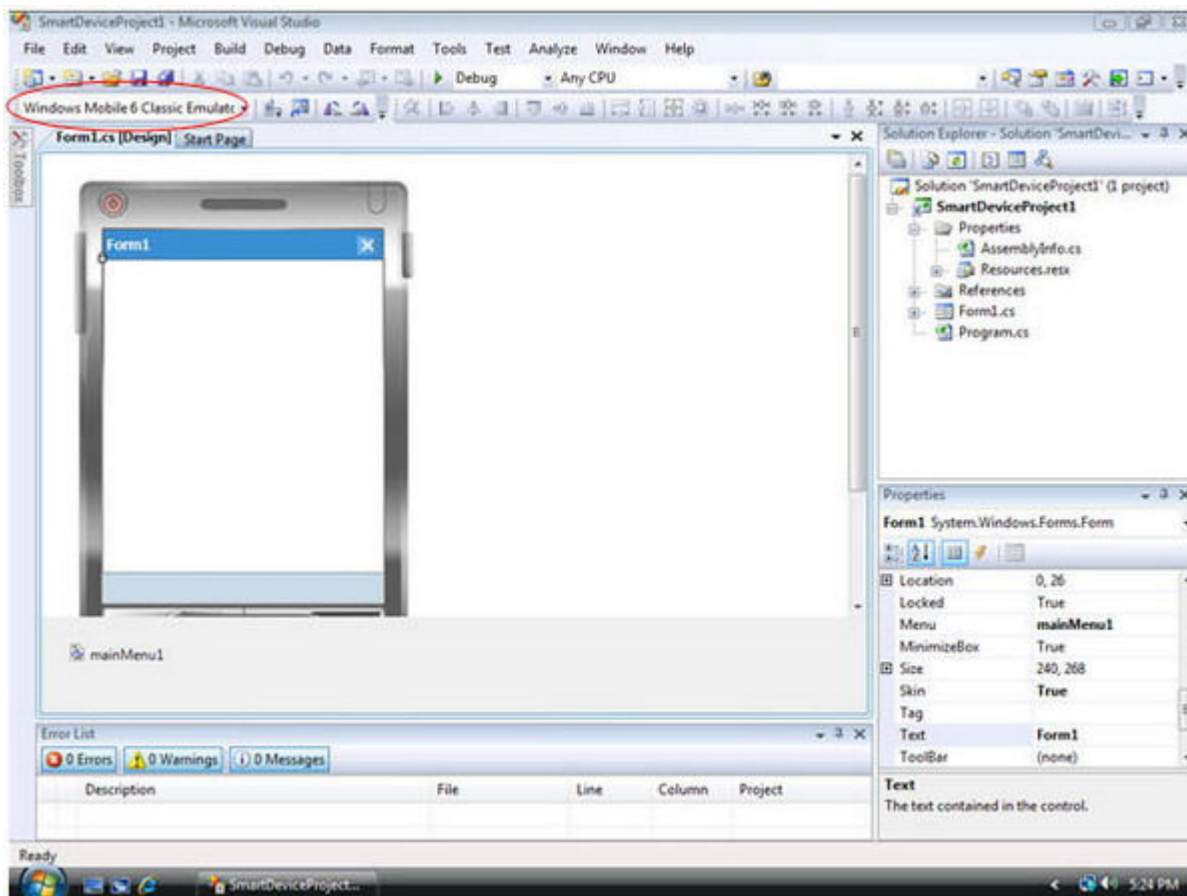 SmartDeviceProject1 - Microsoft Visual Studio
File Edit View Project Build Debug Data Format Tools Test Analyze Window Help
Debug Any CPU
Windows Mobile 6 Classic Emulatc
Toolbox
Form1.cs [Design] Start Page
Form1
mainMenu1
Solution Explorer - Solution 'SmartDevi...
Solution 'SmartDeviceProject1' (1 project)
SmartDeviceProject1
Properties
AssemblyInfo.cs
Resources.resx
References
Form1.cs
Program.cs
Properties
Form1 System.Windows.Forms.Form
Location 0, 26
Locked True
Menu mainMenu1
MinimizeBox True
Size 240, 268
Skin True
Tag
Text Form1
ToolBar (none)
Text
The text contained in the control.
Error List
0 Errors 0 Warnings 0 Messages
Description File Line Column Project
Ready
SmartDeviceProject... 5:24 PM